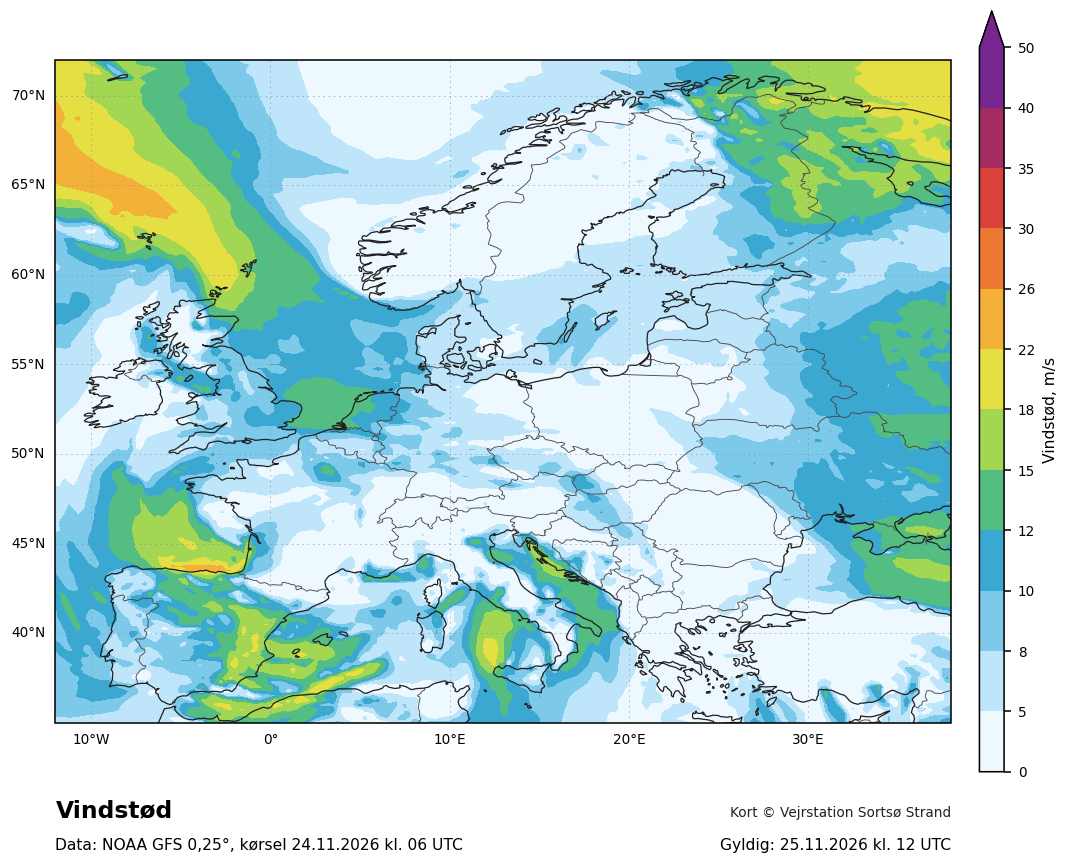 70°N
65°N
60°N
55°N
50°N
45°N
40°N
10°W
0°
10°E
20°E
30°E
50
40
35
30
26
22
18
15
12
10
8
5
0
Vindstød, m/s
Vindstød
Kort © Vejrstation Sortsø Strand
Data: NOAA GFS 0,25°, kørsel 24.11.2026 kl. 06 UTC
Gyldig: 25.11.2026 kl. 12 UTC